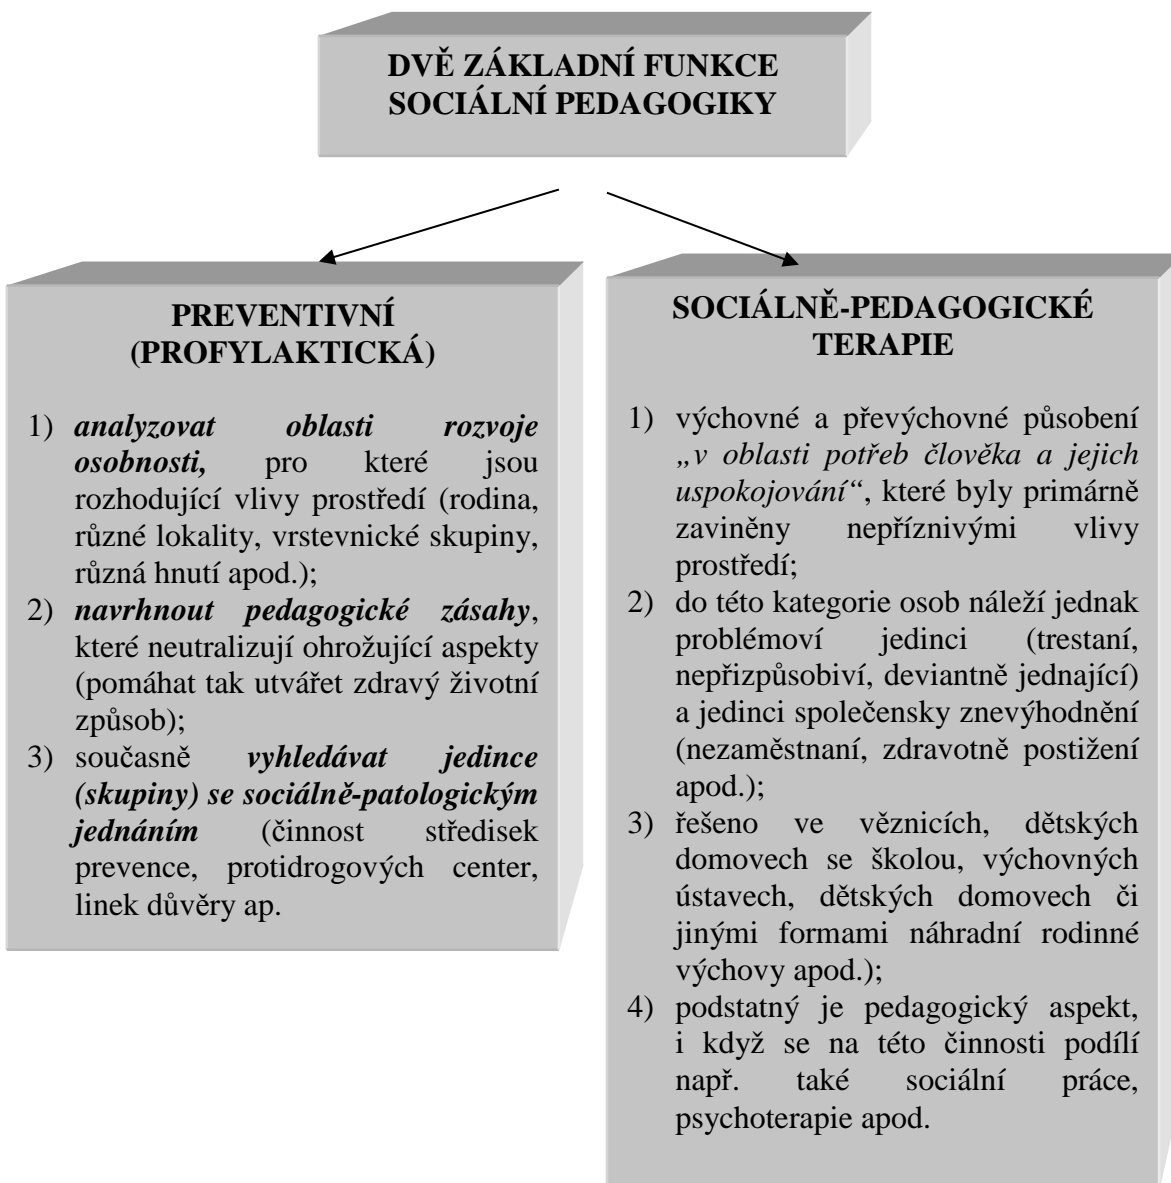 DVĚ ZÁKLADNÍ FUNKCE
SOCIÁLNÍ PEDAGOGIKY
PREVENTIVNÍ
(PROFYLAKTICKÁ)
1) analyzovat oblasti rozvoje
osobnosti, pro které jsou
rozhodující vlivy prostředí (rodina,
různé lokality, vrstevnické skupiny,
různá hnutí apod.);
2) navrhnout pedagogické zásahy,
které neutralizují ohrožující aspekty
(pomáhat tak utvářet zdravý životní
způsob);
3) současně vyhledávat jedince
(skupiny) se sociálně-patologickým
jednáním (činnost středisek
prevence, protidrogových center,
linek důvěry ap.
SOCIÁLNĚ-PEDAGOGICKÉ
TERAPIE
1) výchovné a převýchovné působení
„v oblasti potřeb člověka a jejich
uspokojování“, které byly primárně
zaviněny nepříznivými vlivy
prostředí;
2) do této kategorie osob náleží jednak
problémoví jedinci (trestaní,
nepřizpůsobiví, deviantně jednající)
a jedinci společensky znevýhodnění
(nezaměstnaní, zdravotně postižení
apod.);
3) řešeno ve věznicích, dětských
domovech se školou, výchovných
ústavech, dětských domovech či
jinými formami náhradní rodinné
výchovy apod.);
4) podstatný je pedagogický aspekt,
i když se na této činnosti podílí
např. také sociální práce,
psychoterapie apod.